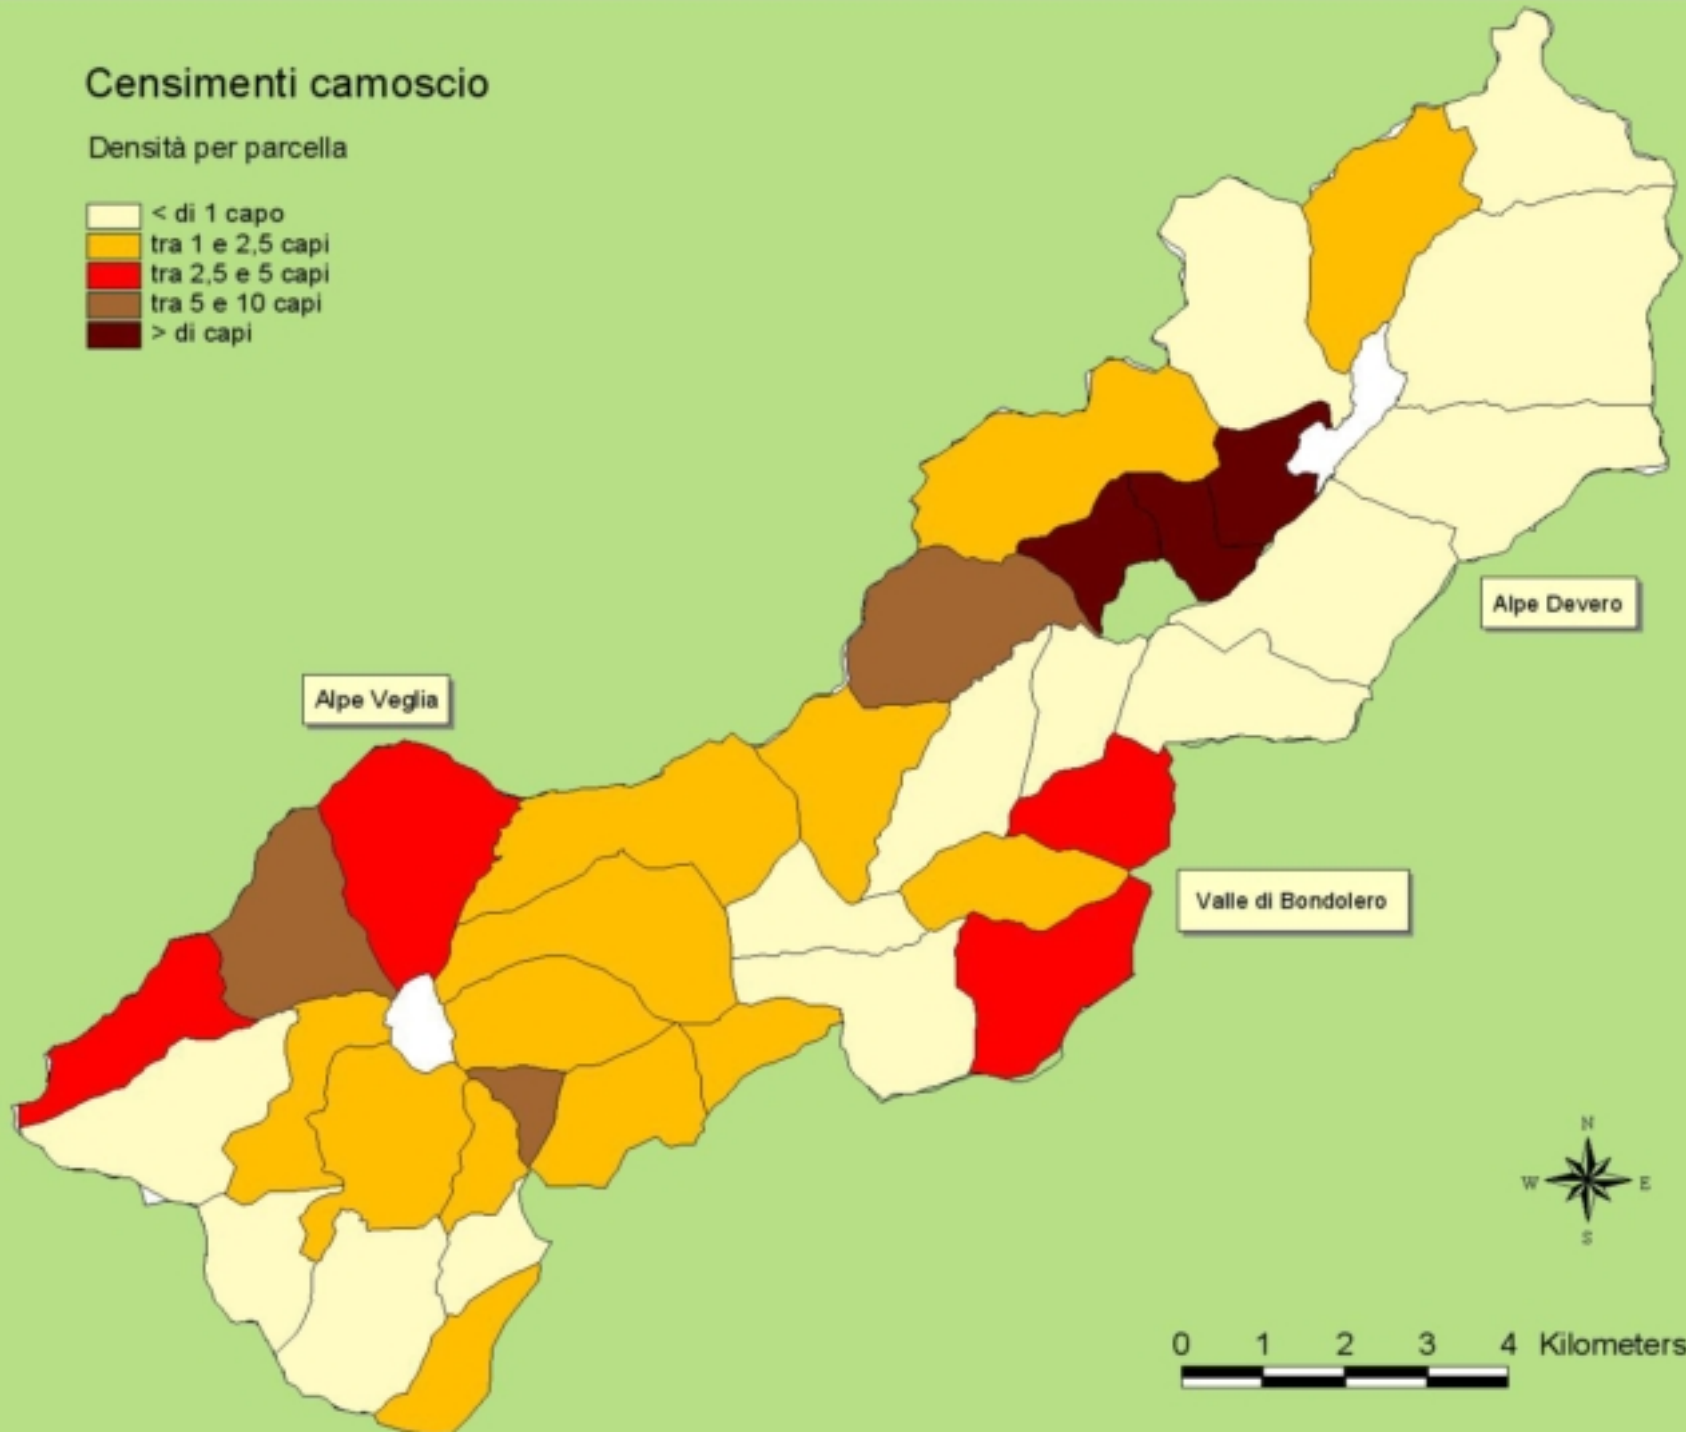 Censimenti camoscio
Densità per parcella
< di 1 capo
tra 1 e 2,5 capi
tra 2,5 e 5 capi
tra 5 e 10 capi
> di capi
Alpe Devero
Alpe Veglia
Valle di Bondolero
N
W E
S
0 1 2 3 4 Kilometers